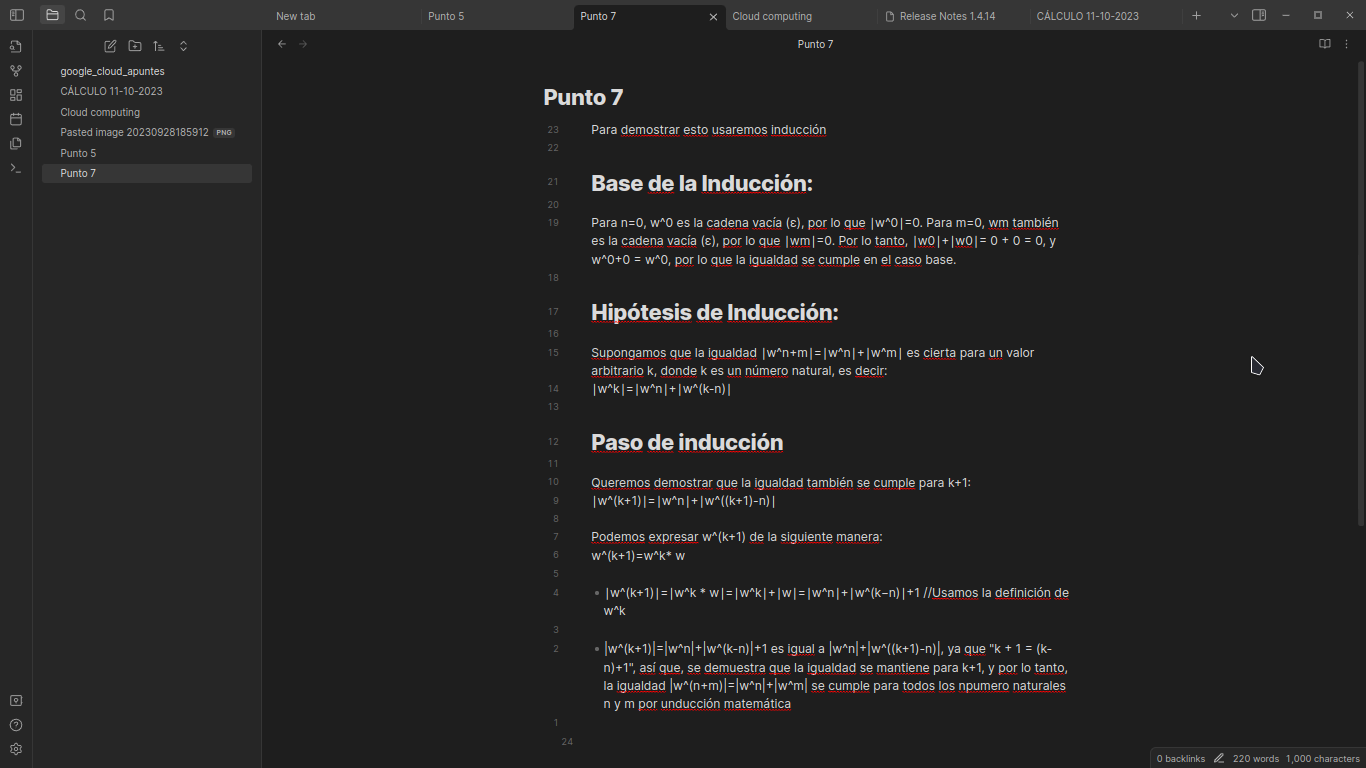 New tab
Punto 5
Punto 7
Cloud computing
Release Notes 1.4.14
CÁLCULO 11-10-2023
Punto 7
google_cloud_apuntes
CÁLCULO 11-10-2023
Cloud computing
Pasted image 20230928185912 PNG
Punto 5
Punto 7
Punto 7
23 Para demostrar esto usaremos inducción
22
21 Base de la Inducción:
20
19 Para n=0, w^0 es la cadena vacía (ε), por lo que |w^0|=0. Para m=0, wm también
es la cadena vacía (ε), por lo que |wm|=0. Por lo tanto, |w0|+|w0|= 0 + 0 = 0, y
w^0+0 = w^0, por lo que la igualdad se cumple en el caso base.
18
17 Hipótesis de Inducción:
16
15 Supongamos que la igualdad |w^n+m|=|w^n|+|w^m| es cierta para un valor
arbitrario k, donde k es un número natural, es decir:
14 |w^k|=|w^n|+|w^(k-n)|
13
12 Paso de inducción
11
10 Queremos demostrar que la igualdad también se cumple para k+1:
9 |w^(k+1)|=|w^n|+|w^((k+1)-n)|
8
7 Podemos expresar w^(k+1) de la siguiente manera:
6 w^(k+1)=w^k* w
5
4 • |w^(k+1)|=|w^k * w|=|w^k|+|w|=|w^n|+|w^(k−n)|+1 //Usamos la definición de
w^k
3
2 • |w^(k+1)|=|w^n|+|w^(k-n)|+1 es igual a |w^n|+|w^((k+1)-n)|, ya que "k + 1 = (k-
n)+1", así que, se demuestra que la igualdad se mantiene para k+1, y por lo tanto,
la igualdad |w^(n+m)|=|w^n|+|w^m| se cumple para todos los npumero naturales
n y m por unducción matemática
1
24
0 backlinks 220 words 1,000 characters